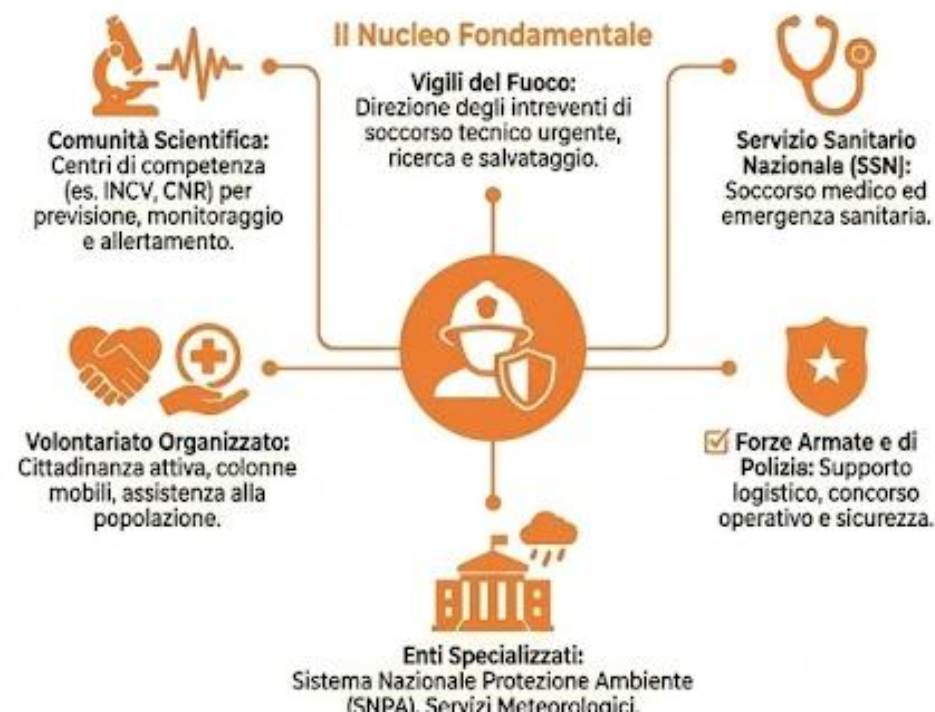 Il Nucleo Fondamentale
Vigili del Fuoco:
Direzione degli intreventi di
soccorso tecnico urgente,
ricerca e salvataggio.
Comunità Scientifica:
Centri di competenza
(es. INCV, CNR) per
previsione, monitoraggio
e allertamento.
Servizio Sanitario
Nazionale (SSN):
Soccorso medico ed
emergenza sanitaria.
Volontariato Organizzato:
Cittadinanza attiva, colonne
mobili, assistenza alla
popolazione.
Forze Armate e di
Polizia: Supporto
logistico, concorso
operativo e sicurezza.
Enti Specializzati:
Sistema Nazionale Protezione Ambiente
(SNPA), Servizi Meteorologici.